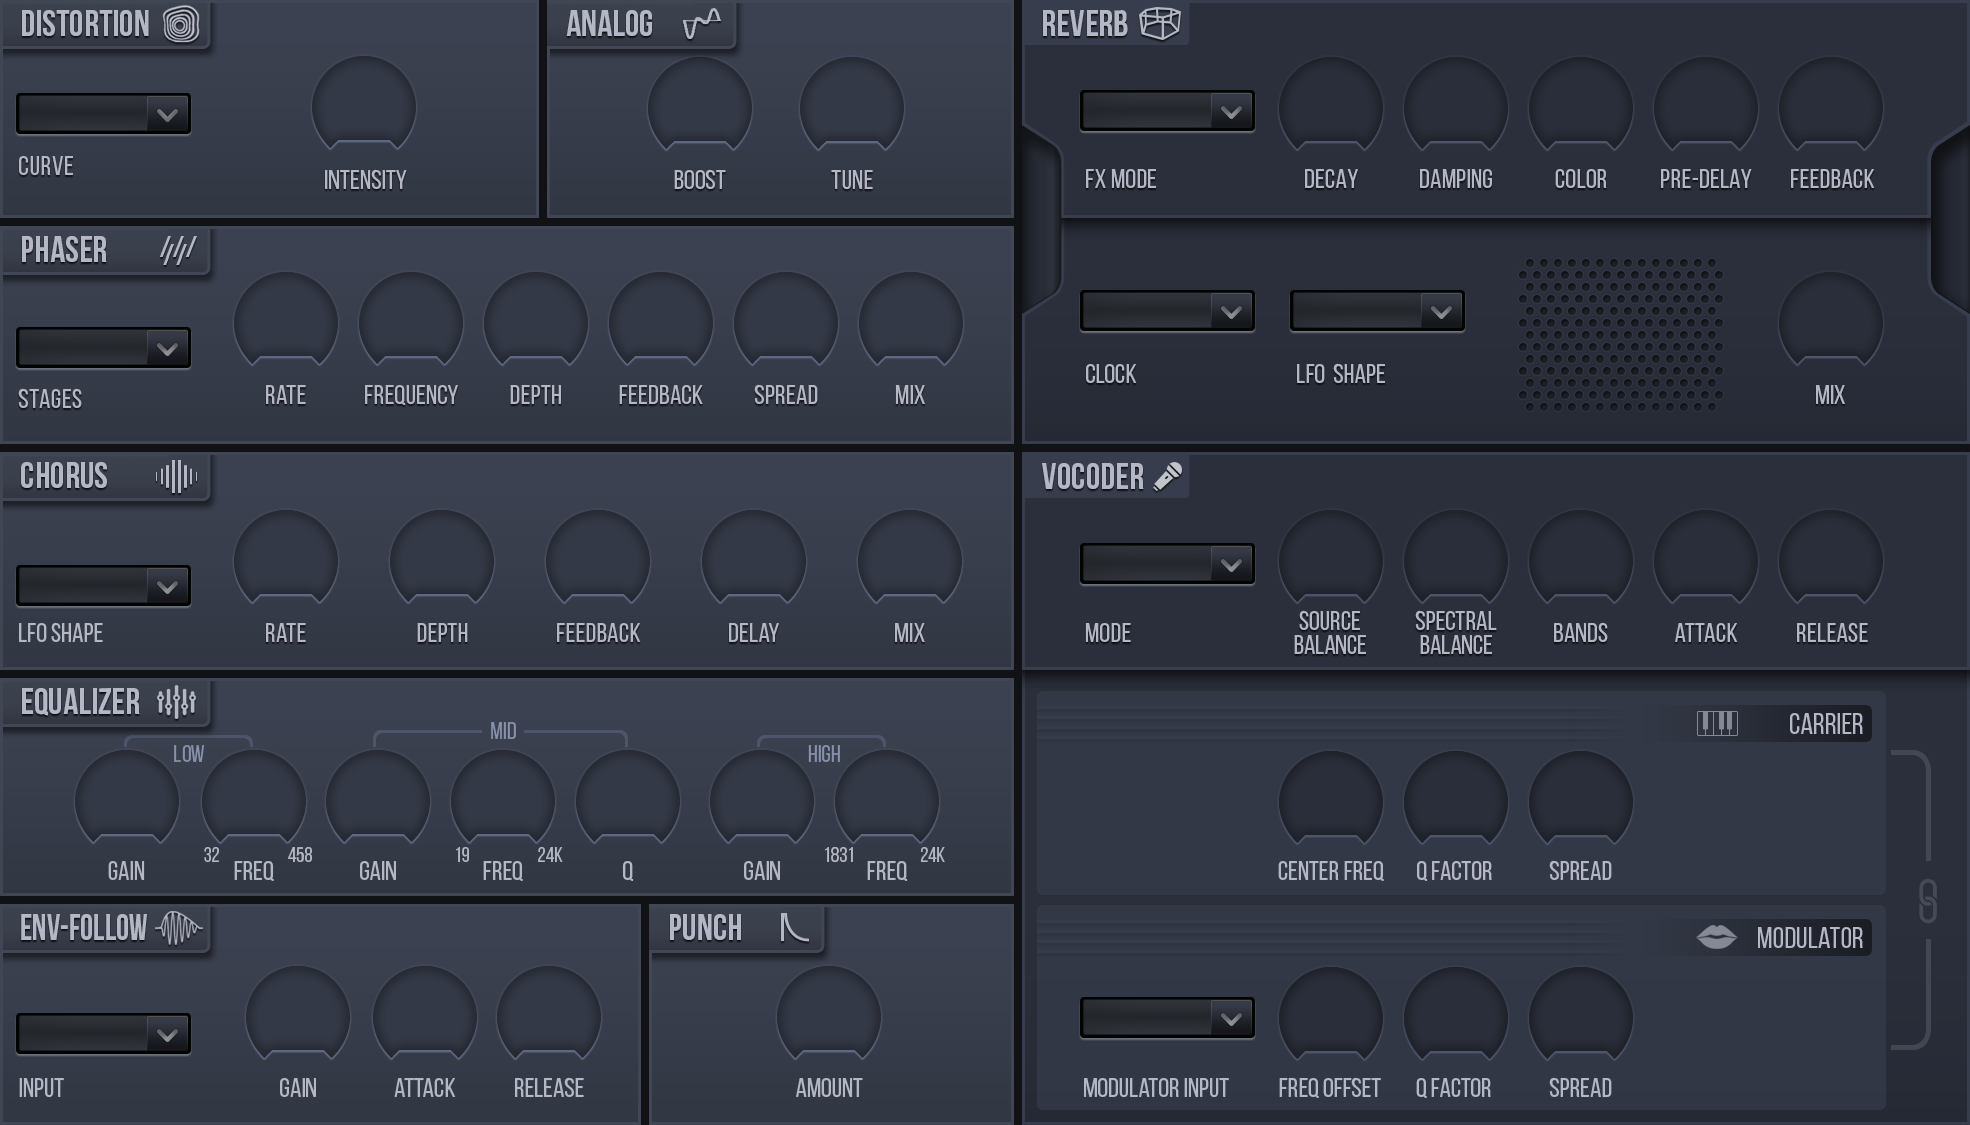 DISTORTION
CURVE
INTENSITY
ANALOG
BOOST TUNE
PHASER
STAGES
RATE FREQUENCY DEPTH FEEDBACK SPREAD MIX
CHORUS
LFO SHAPE
RATE DEPTH FEEDBACK DELAY MIX
EQUALIZER
MID
LOW HIGH
32 458 19 24K 1831 24K
GAIN FREQ GAIN FREQ Q GAIN FREQ
ENV-FOLLOW
INPUT
GAIN ATTACK RELEASE
PUNCH
AMOUNT
REVERB
FX MODE DECAY DAMPING COLOR PRE-DELAY FEEDBACK
CLOCK LFO SHAPE
MIX
VOCODER
MODE
SOURCE
BALANCE
SPECTRAL
BALANCE
BANDS ATTACK RELEASE
CARRIER
CENTER FREQ Q FACTOR SPREAD
MODULATOR
MODULATOR INPUT FREQ OFFSET Q FACTOR SPREAD